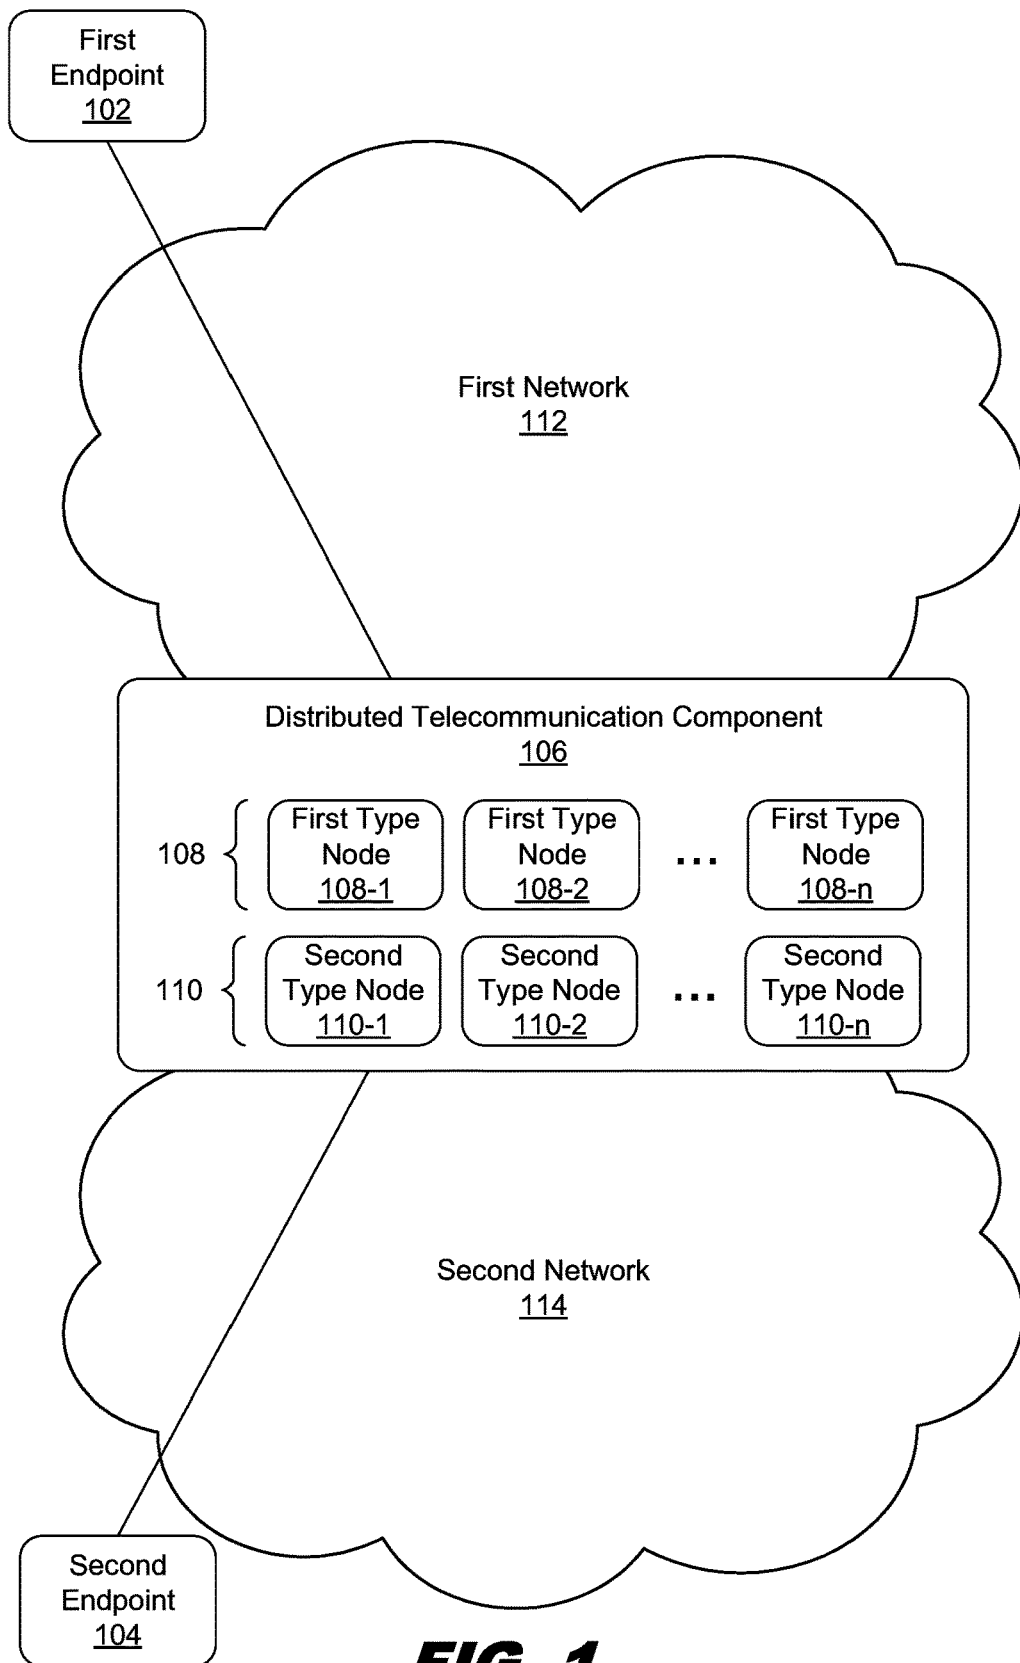 First
Endpoint
102
First Network
112
Distributed Telecommunication Component
106
108
First Type
Node
108-1
First Type
Node
108-2
...
First Type
Node
108-n
110
Second
Type Node
110-1
Second
Type Node
110-2
...
Second
Type Node
110-n
Second Network
114
Second
Endpoint
104
FIG. 1